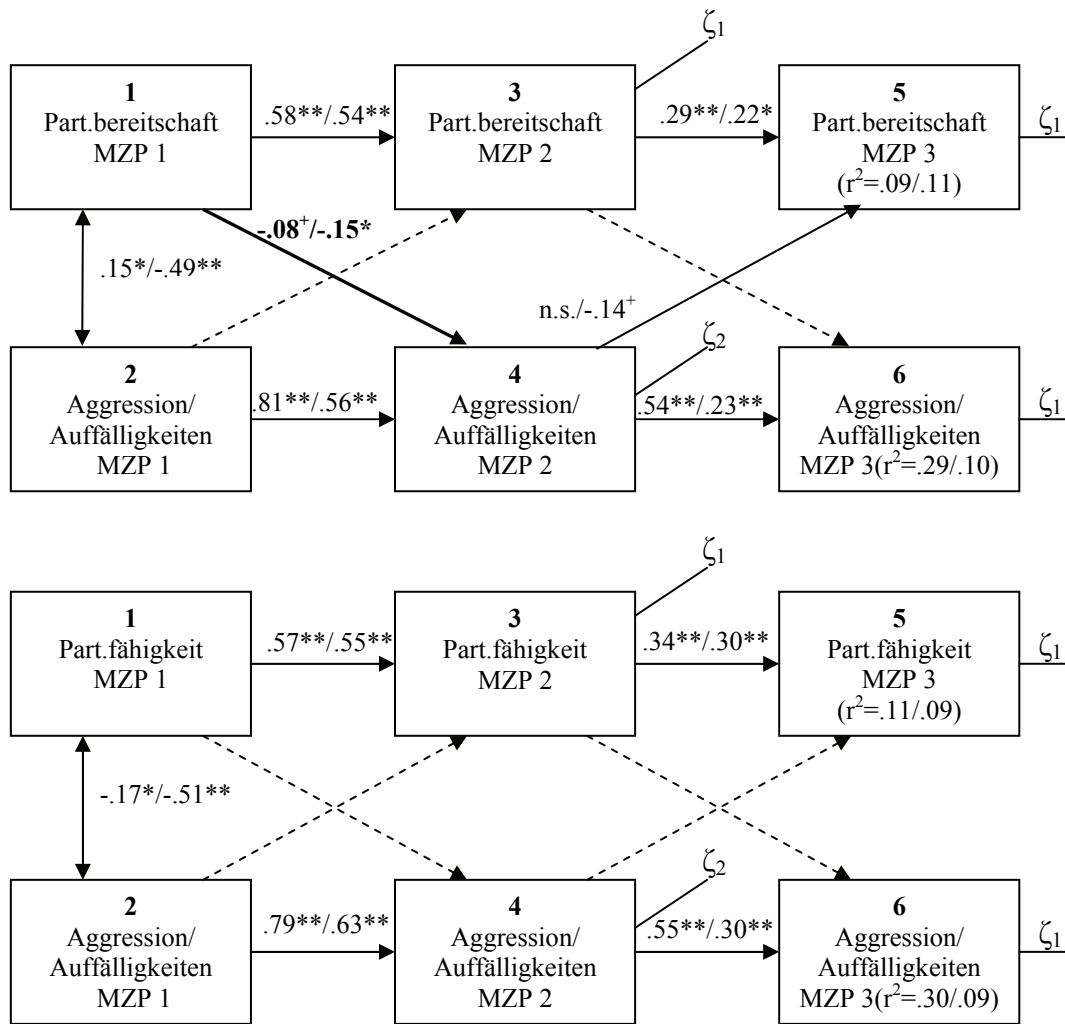 ζ1
1
Part.bereitschaft
MZP 1
.58**/.54**
3
Part.bereitschaft
MZP 2
.29**/.22*
5
Part.bereitschaft
MZP 3
(r²=.09/.11)
ζ1
-.08⁺/-.15*
.15*/-.49**
n.s./-.14⁺
ζ2
2
Aggression/
Auffälligkeiten
MZP 1
.81**/.56**
4
Aggression/
Auffälligkeiten
MZP 2
.54**/.23**
6
Aggression/
Auffälligkeiten
MZP 3(r²=.29/.10)
ζ1
ζ1
1
Part.fähigkeit
MZP 1
.57**/.55**
3
Part.fähigkeit
MZP 2
.34**/.30**
5
Part.fähigkeit
MZP 3
(r²=.11/.09)
ζ1
-.17*/-.51**
ζ2
2
Aggression/
Auffälligkeiten
MZP 1
.79**/.63**
4
Aggression/
Auffälligkeiten
MZP 2
.55**/.30**
6
Aggression/
Auffälligkeiten
MZP 3(r²=.30/.09)
ζ1